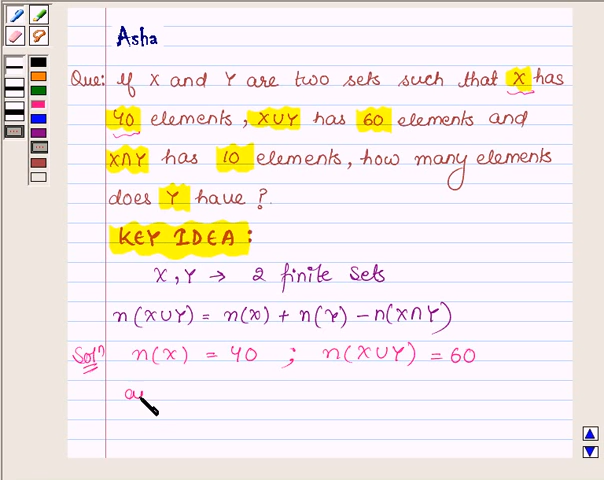 Asha
Que: If X and Y are two sets such that X has
40 elements, X∪Y has 60 elements and
X∩Y has 10 elements, how many elements
does Y have ?
KEY IDEA :
X, Y → 2 finite sets
n(X∪Y) = n(X) + n(Y) - n(X∩Y)
Solⁿ n(X) = 40 ; n(X∪Y) = 60